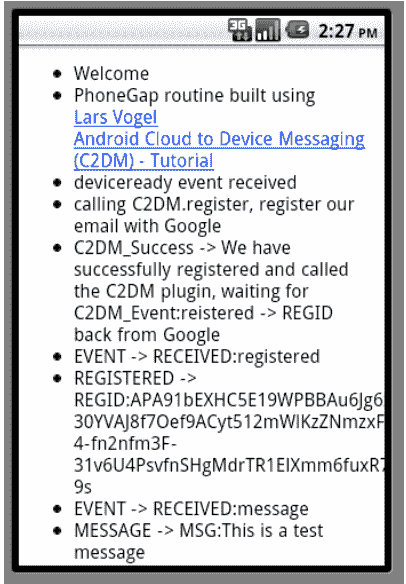 3G
2:27 PM
• Welcome
• PhoneGap routine built using
Lars Vogel
Android Cloud to Device Messaging
(C2DM) - Tutorial
• deviceready event received
• calling C2DM.register, register our
email with Google
• C2DM_Success -> We have
successfully registered and called
the C2DM plugin, waiting for
C2DM_Event:reistered -> REGID
back from Google
• EVENT -> RECEIVED:registered
• REGISTERED ->
REGID:APA91bEXHC5E19WPBBAu6Jg6
30YVAJ8f7Oef9ACyt512mWlKzZNmzxF
4-fn2nfm3F-
31v6U4PsvfnSHgMdrTR1ElXmm6fuxR7
9s
• EVENT -> RECEIVED:message
• MESSAGE -> MSG:This is a test
message